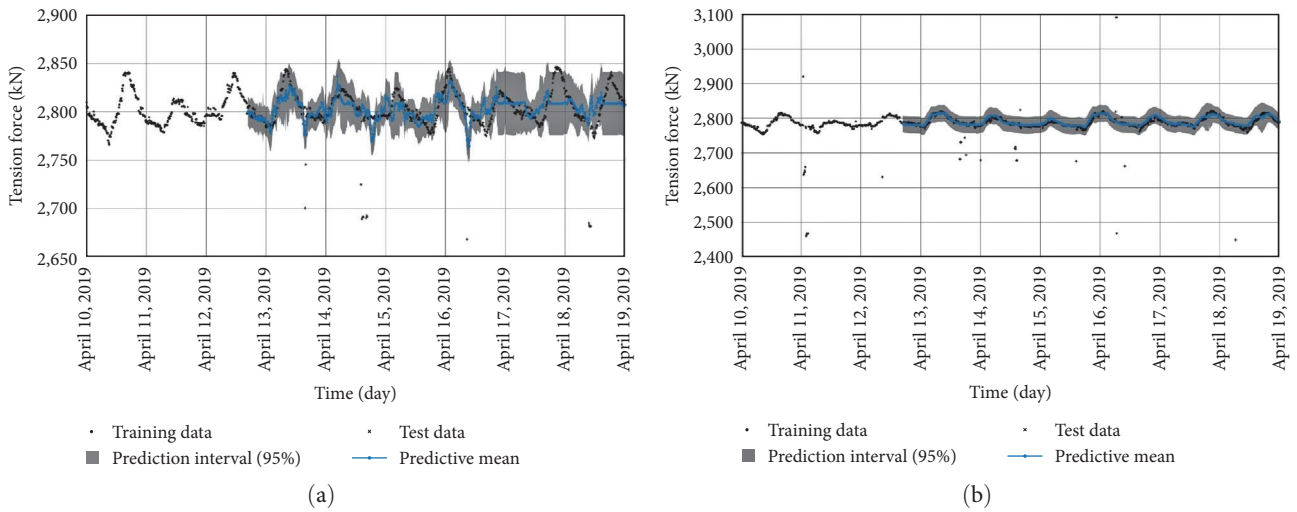 2,900
2,850
2,800
2,750
2,700
2,650
Tension force (kN)
April 10, 2019
April 11, 2019
April 12, 2019
April 13, 2019
April 14, 2019
April 15, 2019
April 16, 2019
April 17, 2019
April 18, 2019
April 19, 2019
Time (day)
Training data
Test data
Prediction interval (95%)
Predictive mean
(a)
3,100
3,000
2,900
2,800
2,700
2,600
2,500
2,400
Tension force (kN)
April 10, 2019
April 11, 2019
April 12, 2019
April 13, 2019
April 14, 2019
April 15, 2019
April 16, 2019
April 17, 2019
April 18, 2019
April 19, 2019
Time (day)
Training data
Test data
Prediction interval (95%)
Predictive mean
(b)